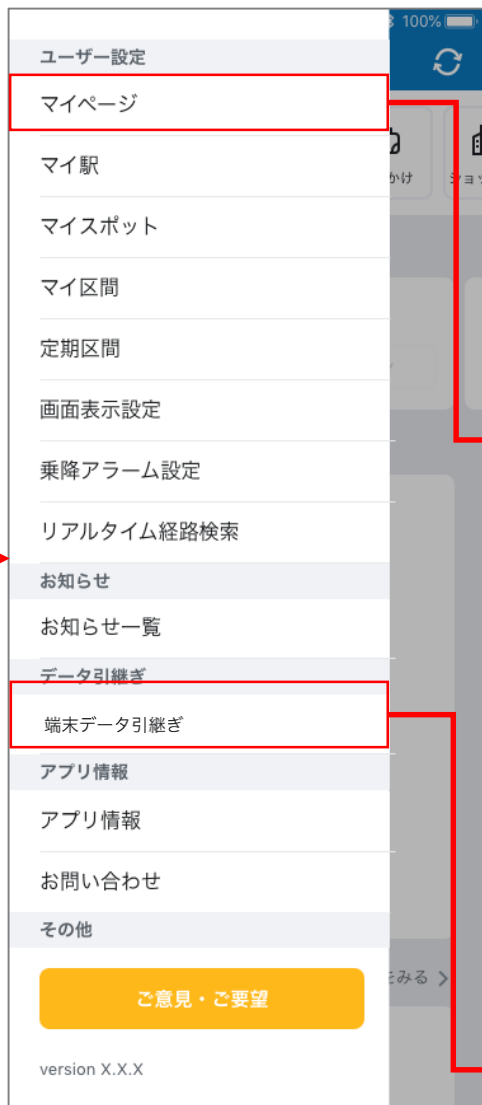 100%
ユーザー設定
マイページ
マイ駅
かけ
ショッ
マイスポット
マイ区間
定期区間
画面表示設定
乗降アラーム設定
リアルタイム経路検索
お知らせ
お知らせ一覧
データ引継ぎ
端末データ引継ぎ
アプリ情報
アプリ情報
お問い合わせ
その他
をみる
ご意見・ご要望
version X.X.X